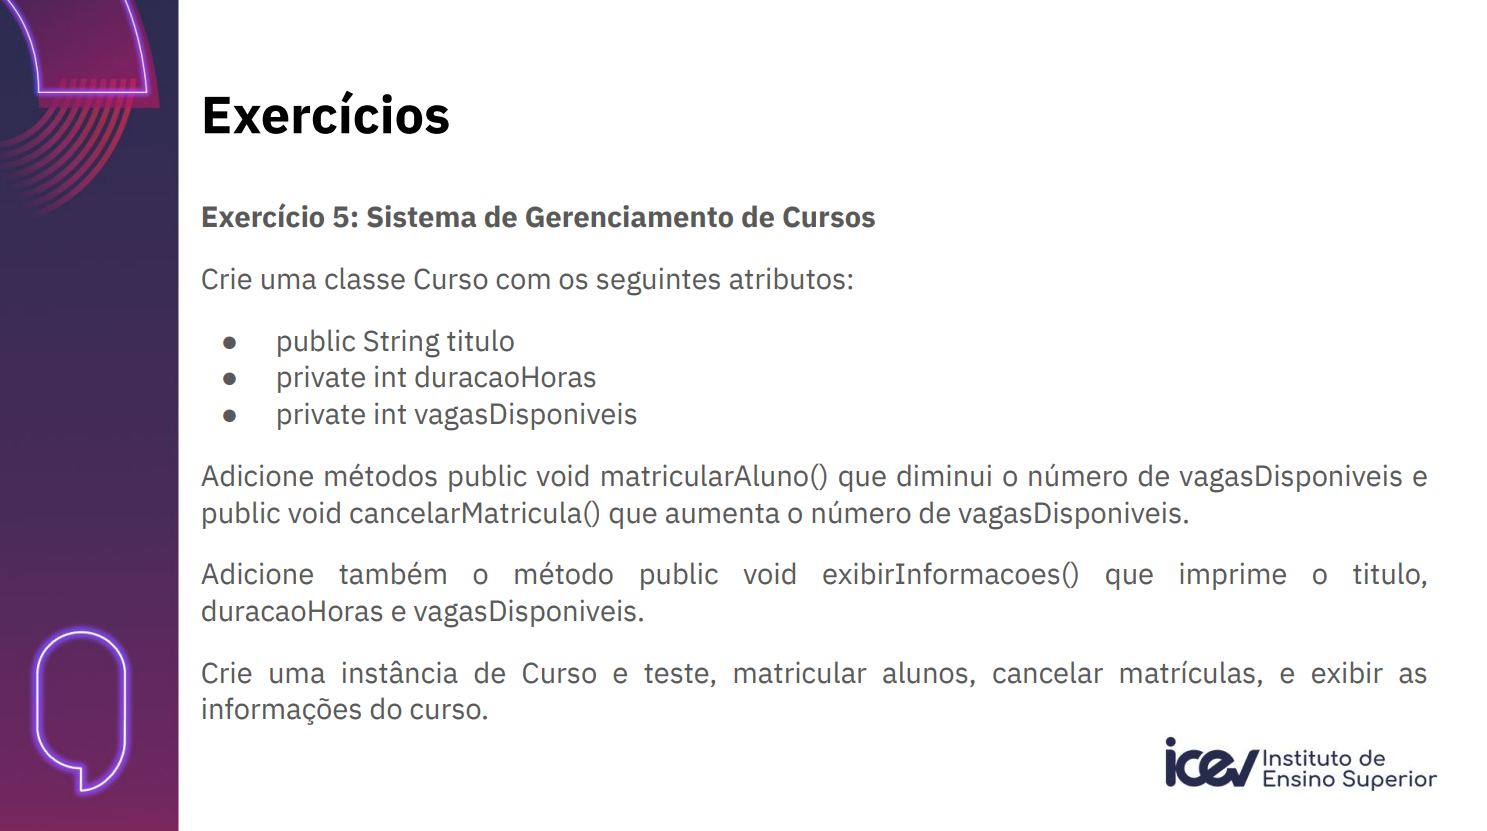 Exercícios
Exercício 5: Sistema de Gerenciamento de Cursos
Crie uma classe Curso com os seguintes atributos:
● public String titulo
● private int duracaoHoras
● private int vagasDisponiveis
Adicione métodos public void matricularAluno() que diminui o número de vagasDisponiveis e
public void cancelarMatricula() que aumenta o número de vagasDisponiveis.
Adicione também o método public void exibirInformacoes() que imprime o titulo,
duracaoHoras e vagasDisponiveis.
Crie uma instância de Curso e teste, matricular alunos, cancelar matrículas, e exibir as
informações do curso.
icev Instituto de
Ensino Superior